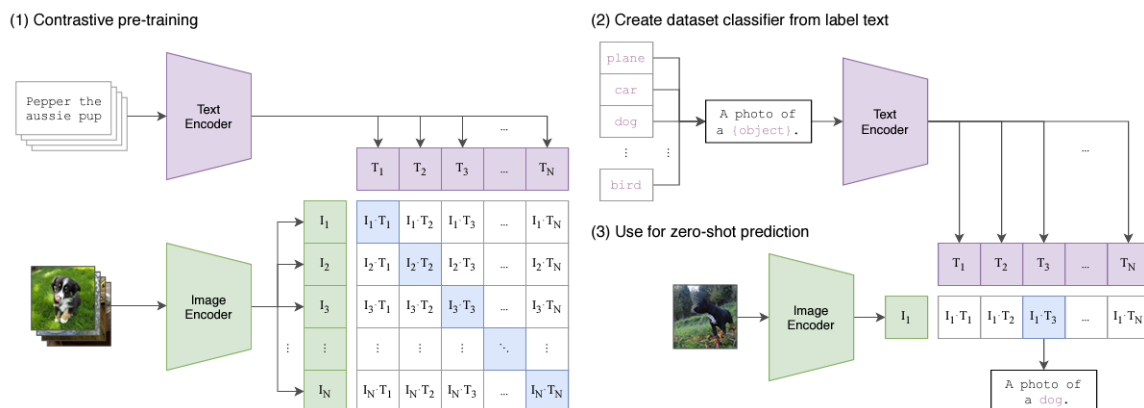 (1) Contrastive pre-training
Pepper the
aussie pup
Text
Encoder
...
T1 T2 T3 ... TN
Image
Encoder
I1 I1·T1 I1·T2 I1·T3 ... I1·TN
I2 I2·T1 I2·T2 I2·T3 ... I2·TN
I3 I3·T1 I3·T2 I3·T3 ... I3·TN
⋮ ⋮ ⋮ ⋮ ⋮ ⋱ ⋮
IN IN·T1 IN·T2 IN·T3 ... IN·TN
(2) Create dataset classifier from label text
plane
car
dog
⋮ ⋮
bird
A photo of
a {object}.
Text
Encoder
...
(3) Use for zero-shot prediction
T1 T2 T3 ... TN
Image
Encoder
I1 I1·T1 I1·T2 I1·T3 ... I1·TN
A photo of
a dog.